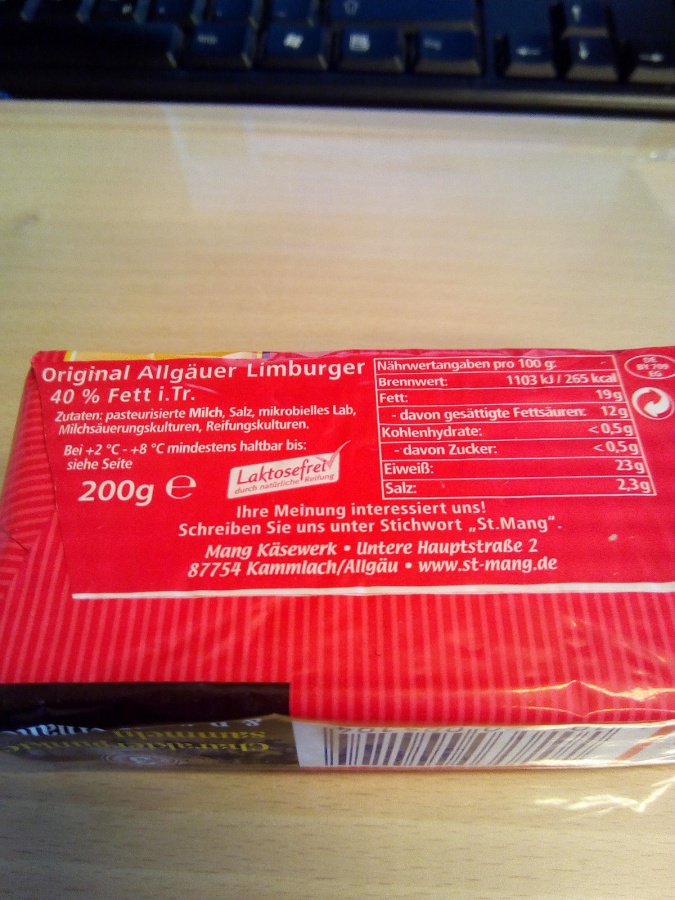 Original Allgäuer Limburger
40 % Fett i.Tr.
Zutaten: pasteurisierte Milch, Salz, mikrobielles Lab,
Milchsäuerungskulturen, Reifungskulturen.
Bei +2 °C - +8 °C mindestens haltbar bis:
siehe Seite
200g ℮
Laktosefrei
durch natürliche Reifung
Nährwertangaben pro 100 g:
Brennwert: 1103 kJ / 265 kcal
Fett: 19g
- davon gesättigte Fettsäuren: 12g
Kohlenhydrate: < 0,5g
- davon Zucker: < 0,5g
Eiweiß: 23g
Salz: 2,3g
DE
BY 709
EG
Ihre Meinung interessiert uns!
Schreiben Sie uns unter Stichwort „St.Mang“.
Mang Käsewerk • Untere Hauptstraße 2
87754 Kammlach/Allgäu • www.st-mang.de
Charakterpunkte
sammeln